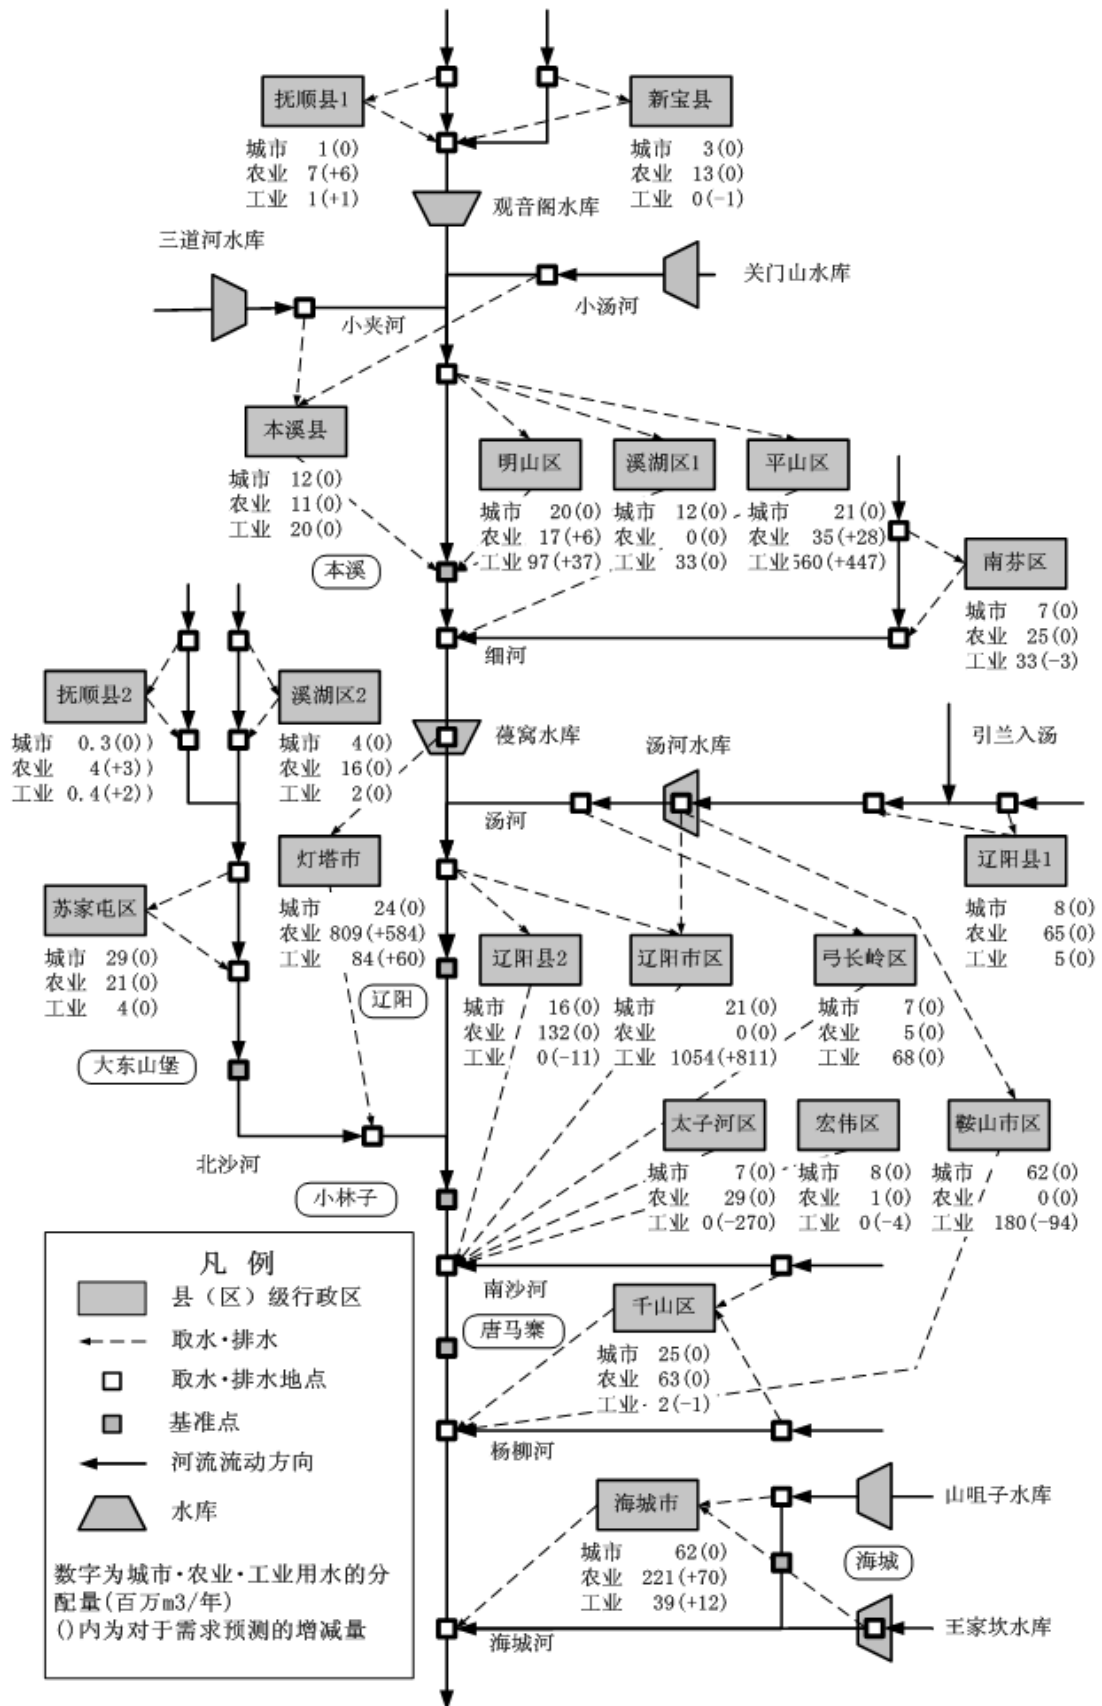 抚顺县1
城市 1(0)
农业 7(+6)
工业 1(+1)
新宝县
城市 3(0)
农业 13(0)
工业 0(-1)
观音阁水库
三道河水库
关门山水库
小夹河
小汤河
本溪县
城市 12(0)
农业 11(0)
工业 20(0)
明山区
城市 20(0)
农业 17(+6)
工业 97(+37)
溪湖区1
城市 12(0)
农业 0(0)
工业 33(0)
平山区
城市 21(0)
农业 35(+28)
工业 560(+447)
南芬区
城市 7(0)
农业 25(0)
工业 33(-3)
本溪
细河
抚顺县2
城市 0.3(0))
农业 4(+3))
工业 0.4(+2))
溪湖区2
城市 4(0)
农业 16(0)
工业 2(0)
葠窝水库
汤河水库
引兰入汤
汤河
辽阳县1
城市 8(0)
农业 65(0)
工业 5(0)
灯塔市
城市 24(0)
农业 809(+584)
工业 84(+60)
苏家屯区
城市 29(0)
农业 21(0)
工业 4(0)
辽阳县2
城市 16(0)
农业 132(0)
工业 0(-11)
辽阳市区
城市 21(0)
农业 0(0)
工业 1054(+811)
弓长岭区
城市 7(0)
农业 5(0)
工业 68(0)
辽阳
大东山堡
北沙河
小林子
太子河区
城市 7(0)
农业 29(0)
工业 0(-270)
宏伟区
城市 8(0)
农业 1(0)
工业 0(-4)
鞍山市区
城市 62(0)
农业 0(0)
工业 180(-94)
南沙河
唐马寨
千山区
城市 25(0)
农业 63(0)
工业 2(-1)
杨柳河
海城市
城市 62(0)
农业 221(+70)
工业 39(+12)
山咀子水库
海城
王家坎水库
海城河
凡 例
县（区）级行政区
取水·排水
取水·排水地点
基准点
河流流动方向
水库
数字为城市·农业·工业用水的分
配量(百万m3/年)
()内为对于需求预测的增减量